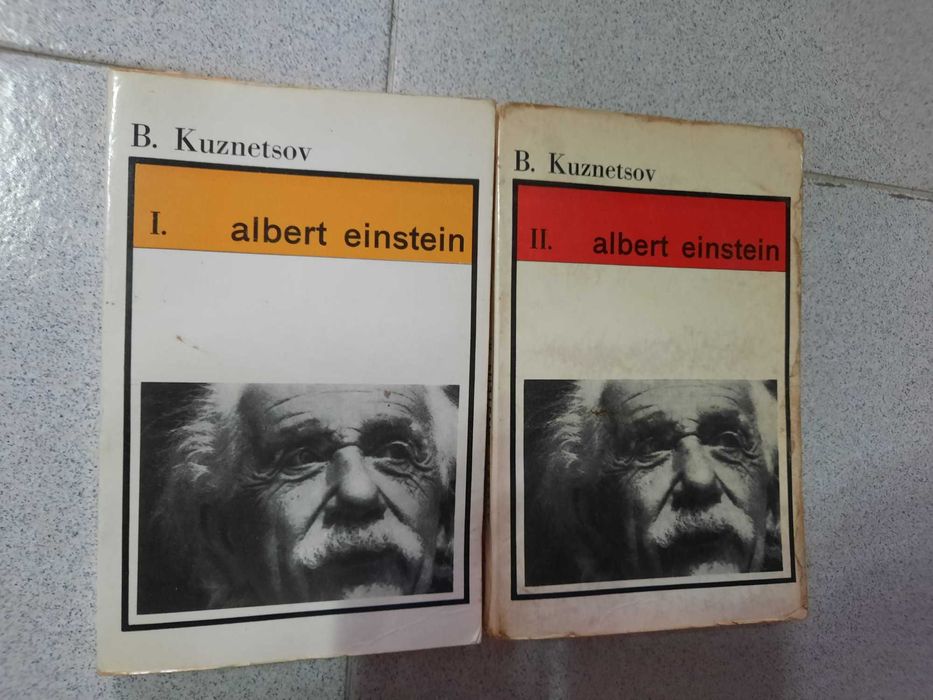 B. Kuznetsov
I. albert einstein
B. Kuznetsov
II. albert einstein